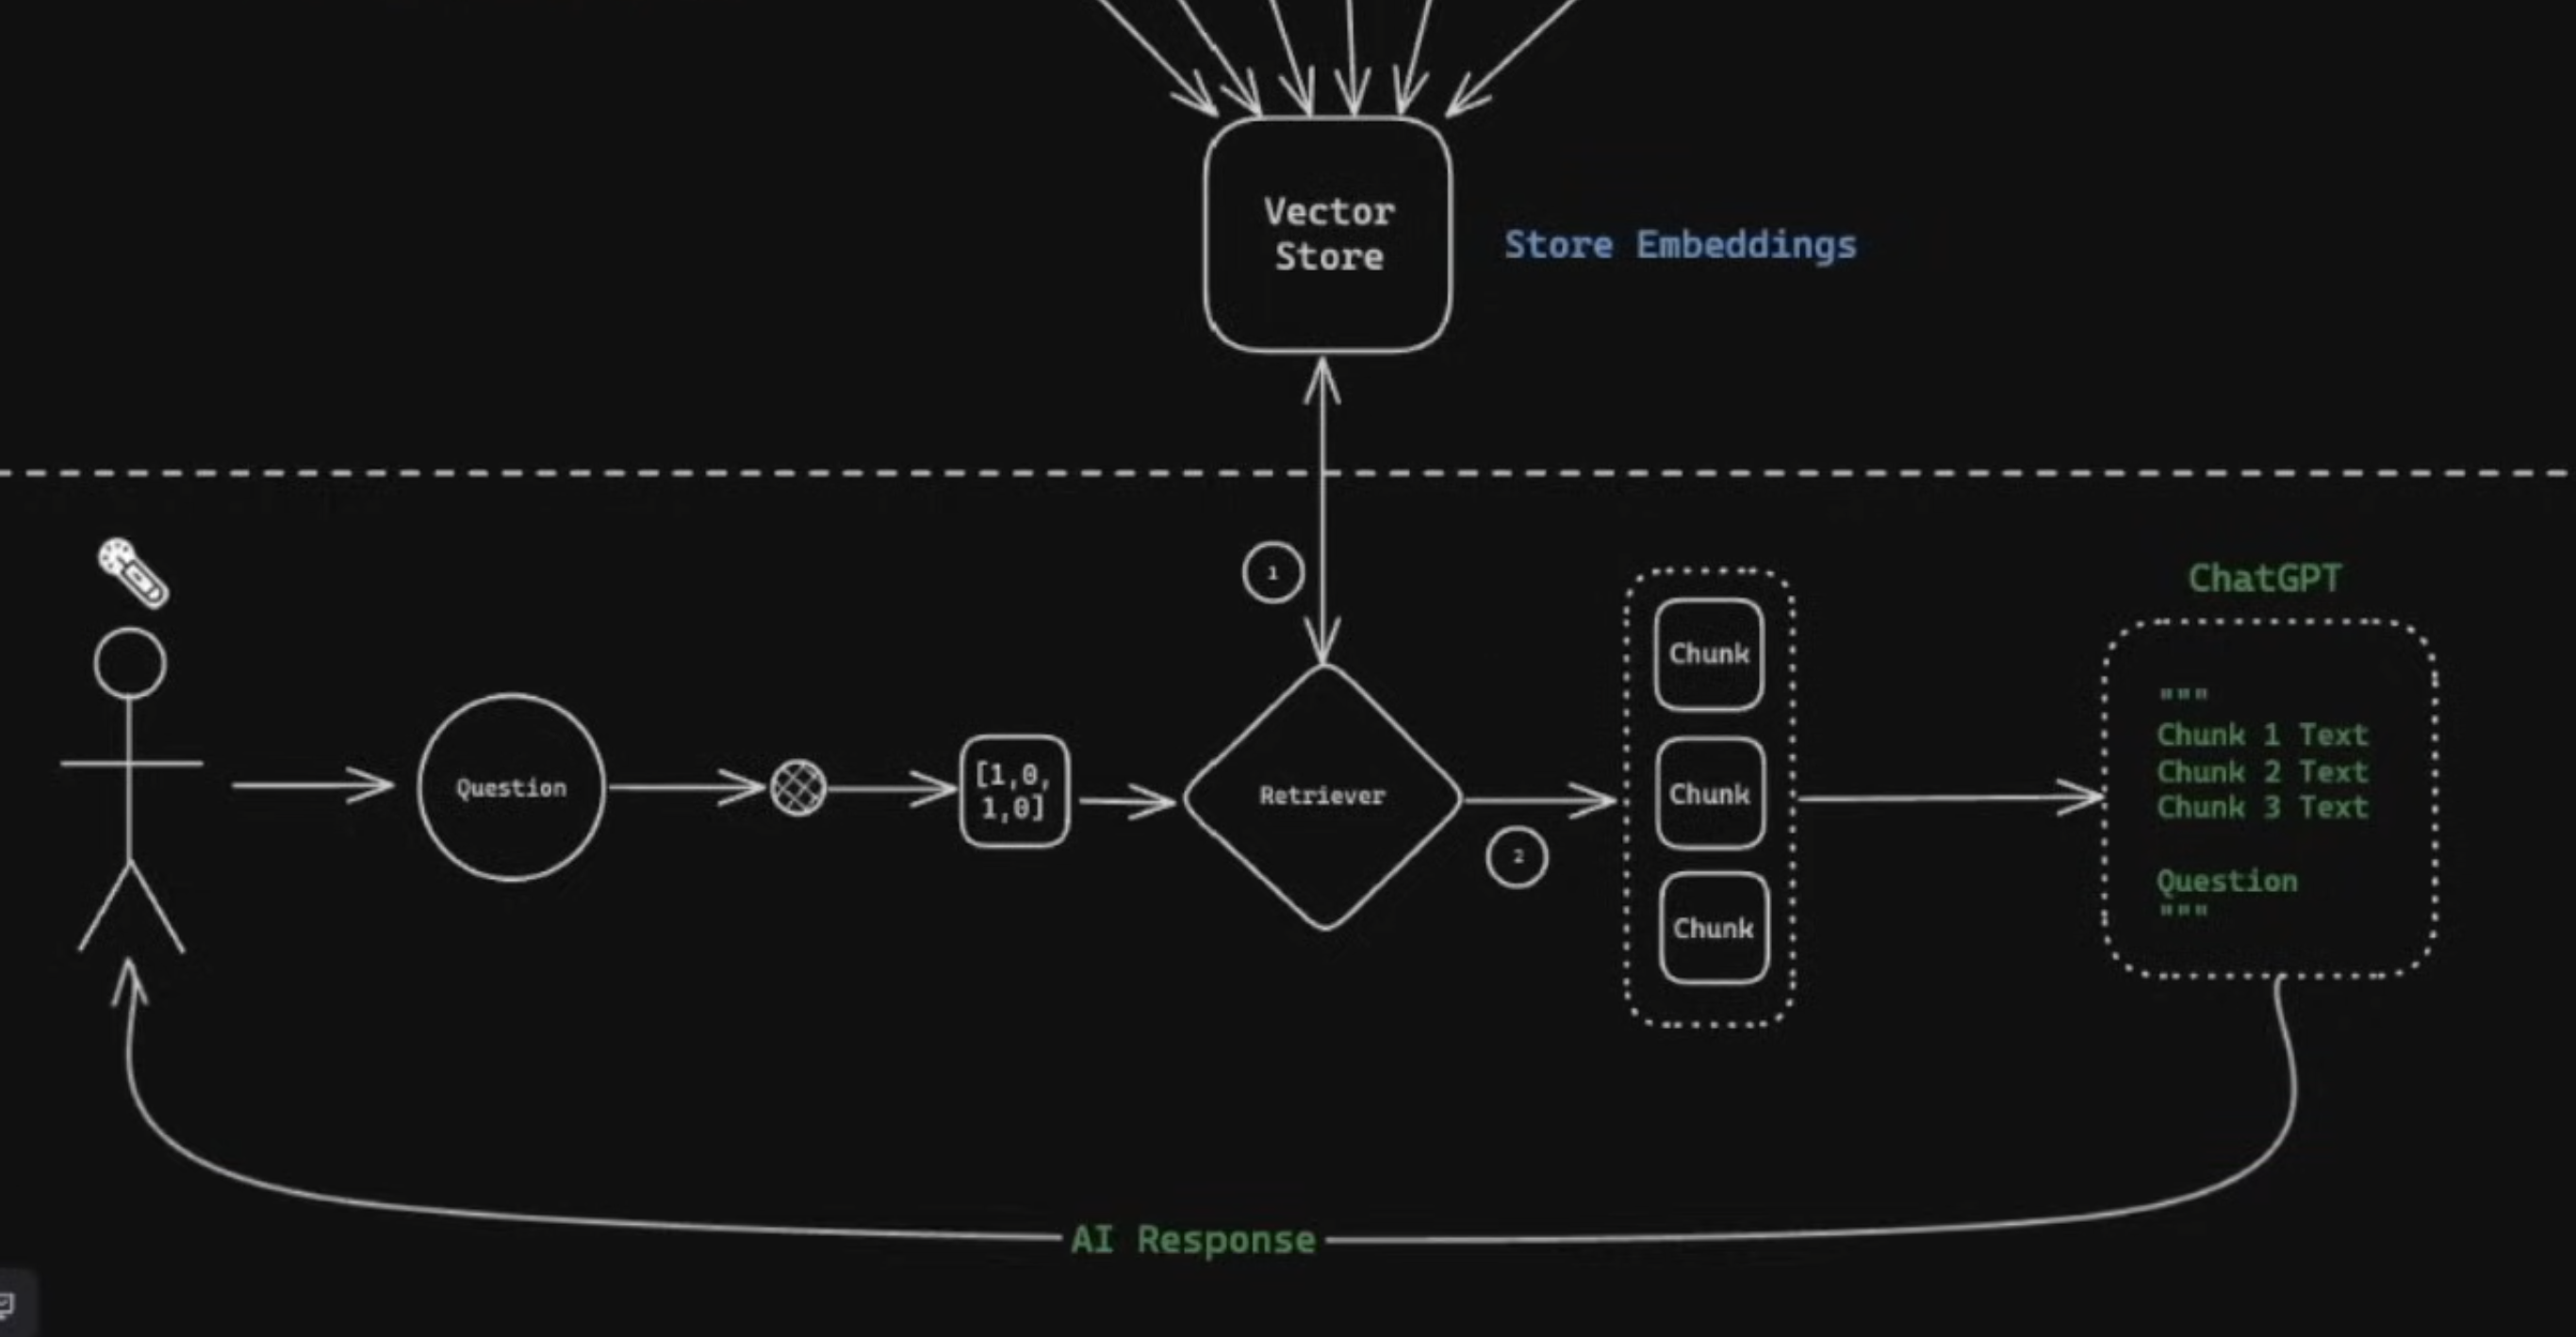 Vector
Store
Store Embeddings
1
ChatGPT
Chunk
"""
Chunk 1 Text
[1,0,
1,0]
Question
Retriever
Chunk
Chunk 2 Text
Chunk 3 Text
2
Question
"""
Chunk
AI Response